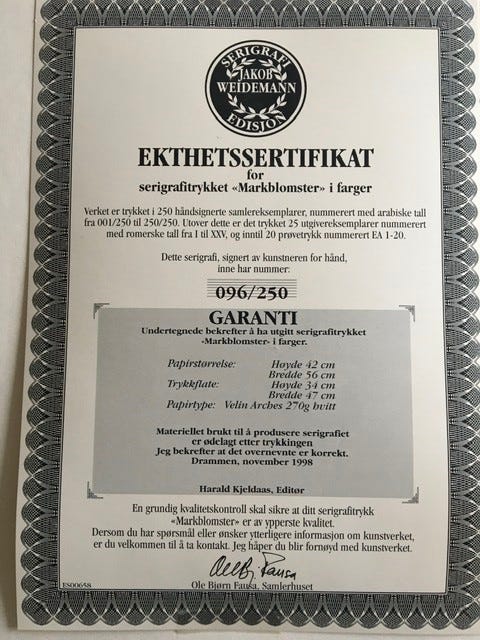 SERIGRAFI
JAKOB
WEIDEMANN
EDISJON
EKTHETSSERTIFIKAT
for
serigrafitrykket «Markblomster» i farger
Verket er trykket i 250 håndsignerte samlereksemplarer, nummerert med arabiske tall
fra 001/250 til 250/250. Utover dette er det trykket 25 utgivereksemplarer nummerert
med romerske tall fra I til XXV, og inntil 20 prøvetrykk nummerert EA 1-20.
Dette serigrafi, signert av kunstneren for hånd,
inne har nummer:
096/250
GARANTI
Undertegnede bekrefter å ha utgitt serigrafitrykket
«Markblomster» i farger.
Papirstørrelse: Høyde 42 cm
Bredde 56 cm
Trykkflate: Høyde 34 cm
Bredde 47 cm
Papirtype: Velin Arches 270g hvitt
Materiellet brukt til å produsere serigrafiet
er ødelagt etter trykkingen
Jeg bekrefter at det overnevnte er korrekt.
Drammen, november 1998
Harald Kjeldaas, Editør
En grundig kvalitetskontroll skal sikre at ditt serigrafitrykk
«Markblomster» er av ypperste kvalitet.
Dersom du har spørsmål eller ønsker ytterligere informasjon om kunstverket,
er du velkommen til å ta kontakt. Jeg håper du blir fornøyd med kunstverket.
Ole Bjørn Fausa, Samlerhuset
ES00658